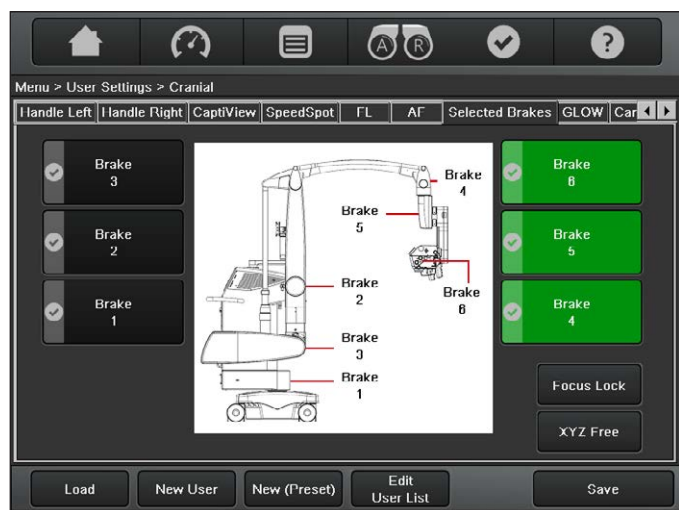 A R ?
Menu > User Settings > Cranial
Handle Left Handle Right CaptiView SpeedSpot FL AF Selected Brakes GLOW Car
Brake
3
Brake
2
Brake
1
Brake
4
Brake
5
Brake
2
Brake
6
Brake
3
Brake
1
Brake
6
Brake
5
Brake
4
Focus Lock
XYZ Free
Load
New User
New (Preset)
Edit
User List
Save